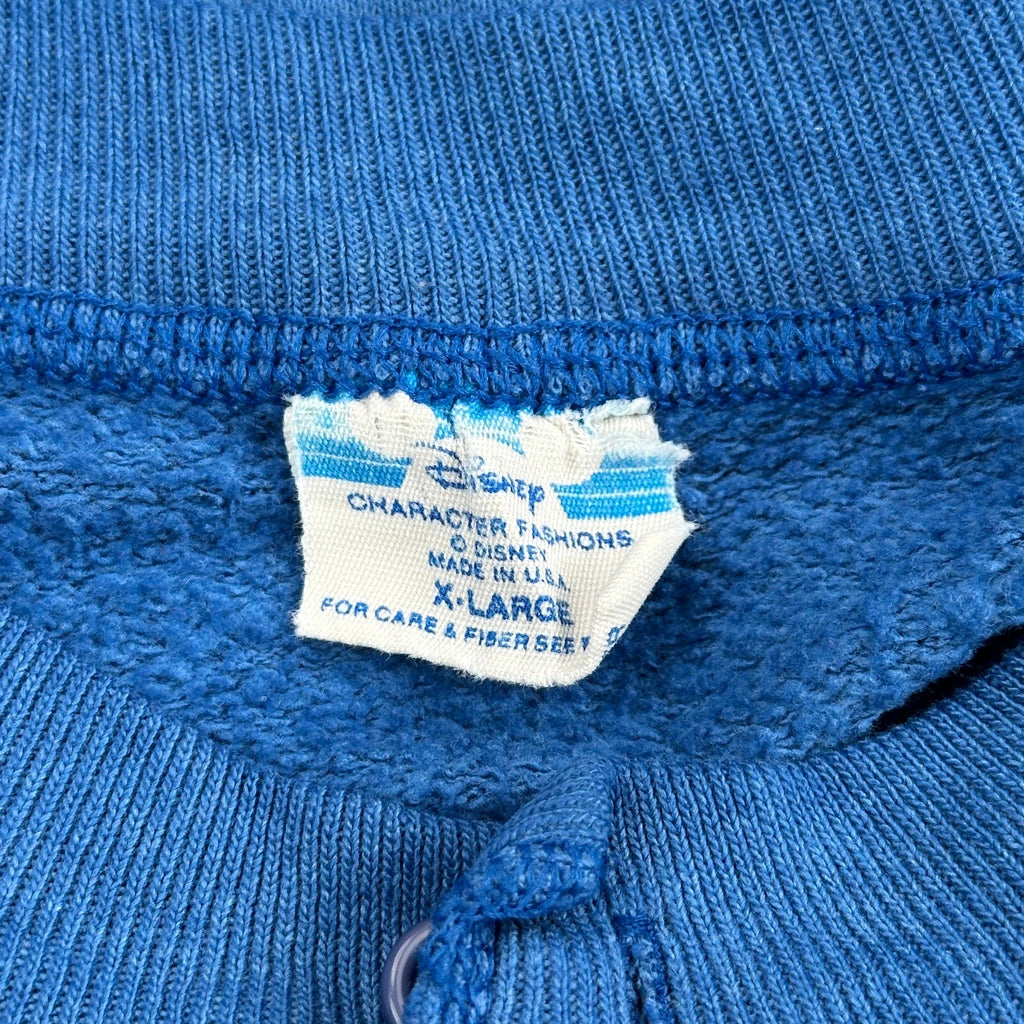 Disney
CHARACTER FASHIONS
© DISNEY
MADE IN U.S.A.
X-LARGE
FOR CARE & FIBER SEE